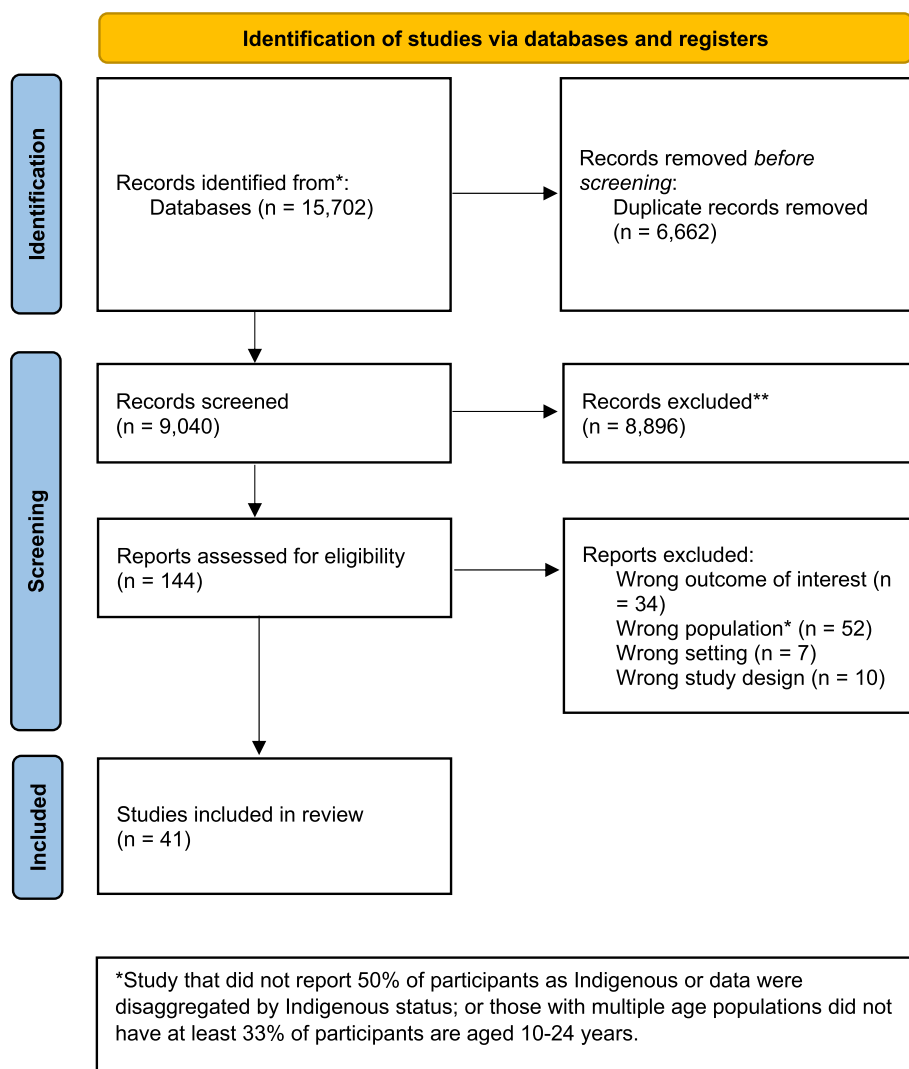 Identification of studies via databases and registers
Identification
Records identified from*:
Databases (n = 15,702)
Records removed before
screening:
Duplicate records removed
(n = 6,662)
Screening
Records screened
(n = 9,040)
Records excluded**
(n = 8,896)
Reports assessed for eligibility
(n = 144)
Reports excluded:
Wrong outcome of interest (n
= 34)
Wrong population* (n = 52)
Wrong setting (n = 7)
Wrong study design (n = 10)
Included
Studies included in review
(n = 41)
*Study that did not report 50% of participants as Indigenous or data were
disaggregated by Indigenous status; or those with multiple age populations did not
have at least 33% of participants are aged 10-24 years.